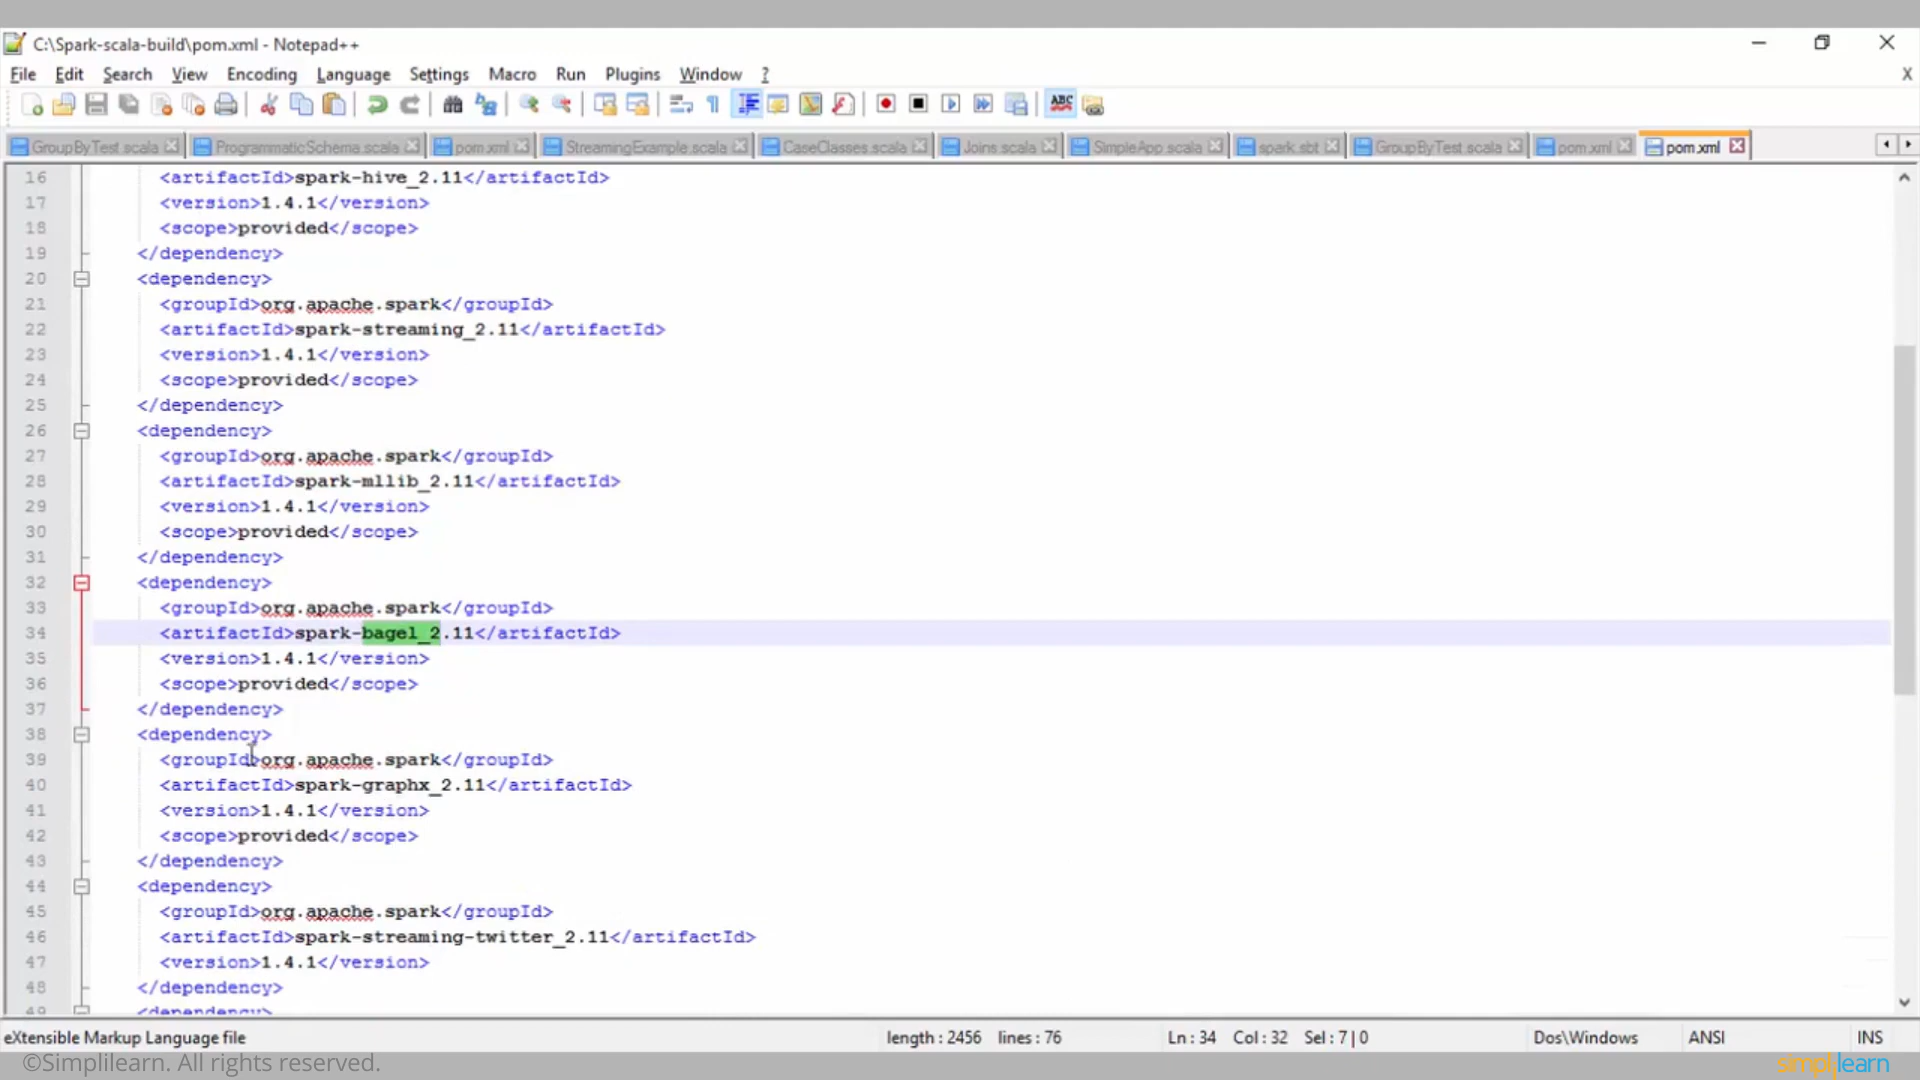 C:\Spark-scala-build\pom.xml - Notepad++
File Edit Search View Encoding Language Settings Macro Run Plugins Window ? X
ABC
GroupByTest.scala ProgrammaticSchema.scala pom.xml StreamingExample.scala CaseClasses.scala Joins.scala SimpleApp.scala spark.sbt GroupByTest.scala pom.xml pom.xml
16 <artifactId>spark-hive_2.11</artifactId>
17 <version>1.4.1</version>
18 <scope>provided</scope>
19 </dependency>
20 <dependency>
21 <groupId>org.apache.spark</groupId>
22 <artifactId>spark-streaming_2.11</artifactId>
23 <version>1.4.1</version>
24 <scope>provided</scope>
25 </dependency>
26 <dependency>
27 <groupId>org.apache.spark</groupId>
28 <artifactId>spark-mllib_2.11</artifactId>
29 <version>1.4.1</version>
30 <scope>provided</scope>
31 </dependency>
32 <dependency>
33 <groupId>org.apache.spark</groupId>
34 <artifactId>spark-bagel_2.11</artifactId>
35 <version>1.4.1</version>
36 <scope>provided</scope>
37 </dependency>
38 <dependency>
39 <groupId>org.apache.spark</groupId>
40 <artifactId>spark-graphx_2.11</artifactId>
41 <version>1.4.1</version>
42 <scope>provided</scope>
43 </dependency>
44 <dependency>
45 <groupId>org.apache.spark</groupId>
46 <artifactId>spark-streaming-twitter_2.11</artifactId>
47 <version>1.4.1</version>
48 </dependency>
49 <dependency>
eXtensible Markup Language file length : 2456 lines : 76 Ln : 34 Col : 32 Sel : 7 | 0 Dos\Windows ANSI INS
©Simplilearn. All rights reserved. simplilearn